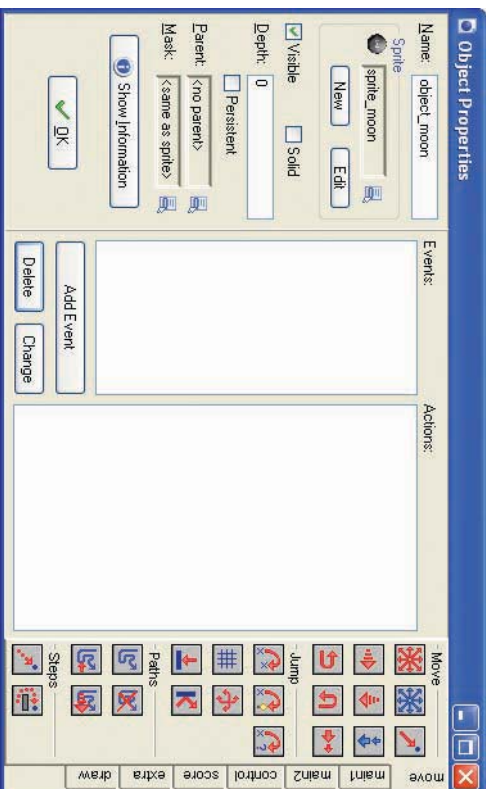 Object Properties
Name:
object_moon
Sprite
sprite_moon
New
Edit
Visible
Solid
Depth:
0
Persistent
Parent:
<no parent>
Mask:
<same as sprite>
Show Information
OK
Events:
Add Event
Delete
Change
Actions:
Move
Jump
Paths
Steps
move
main1
main2
control
score
extra
draw